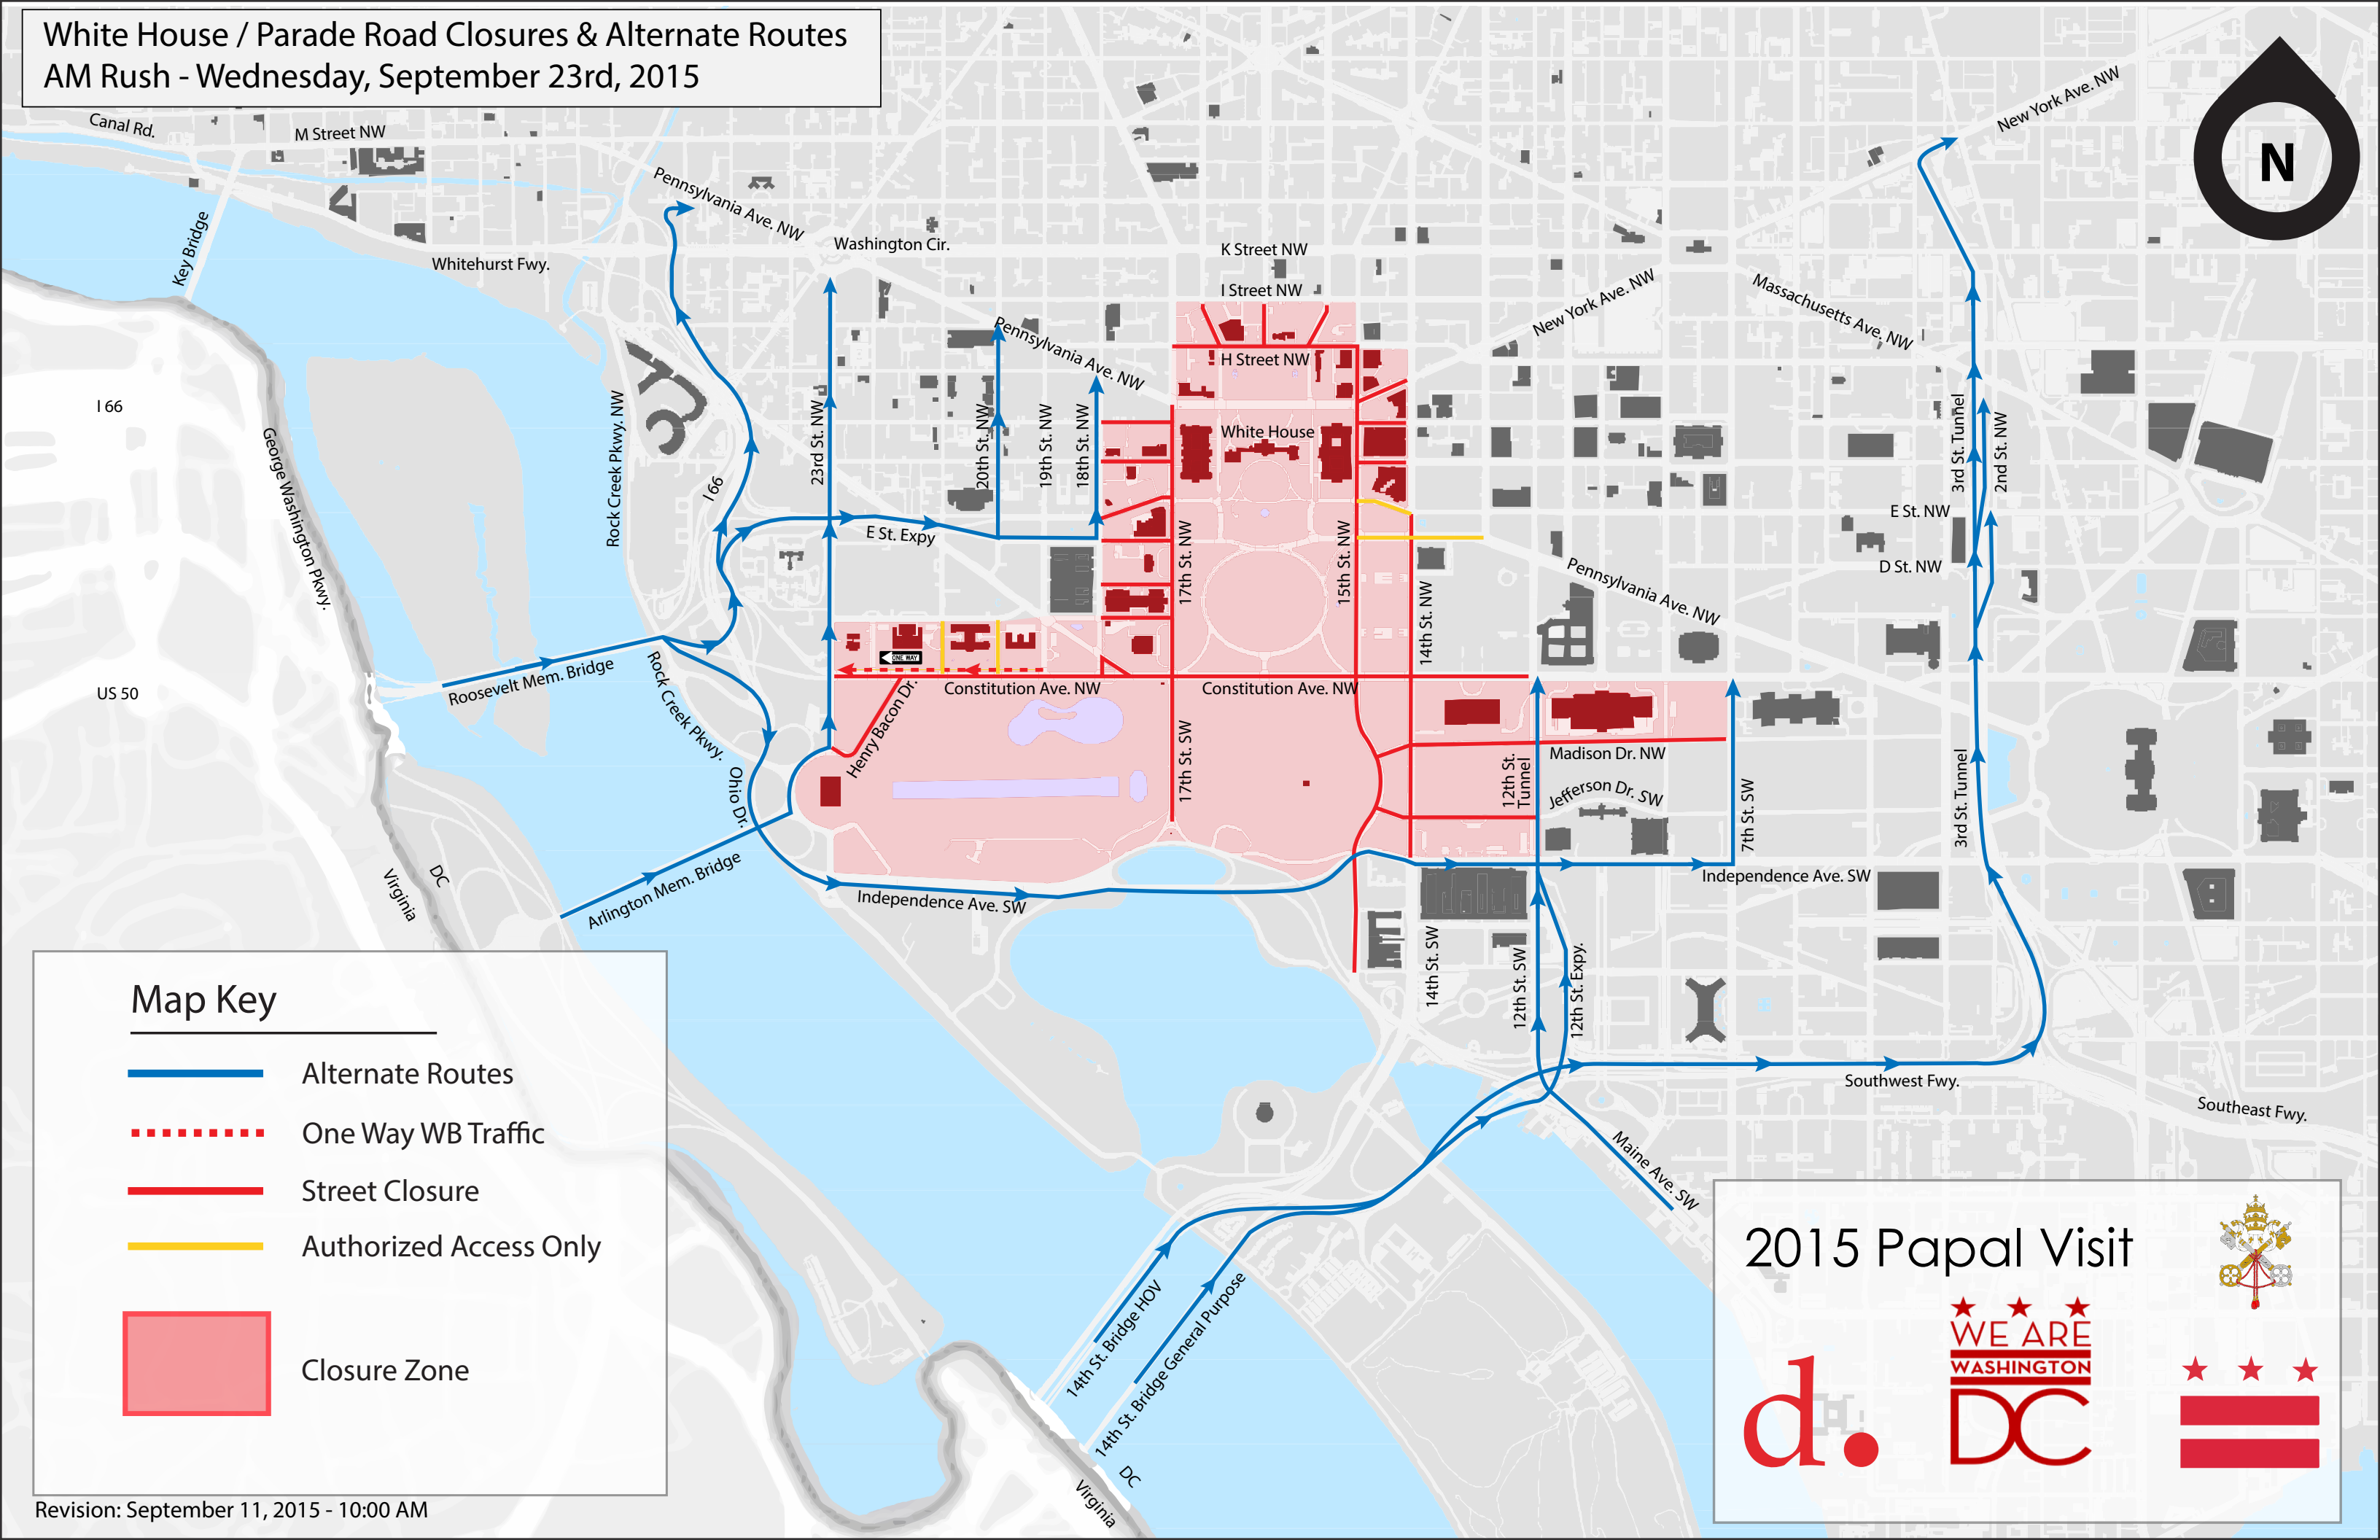 White House / Parade Road Closures & Alternate Routes
AM Rush - Wednesday, September 23rd, 2015
N
Canal Rd.
M Street NW
Key Bridge
Whitehurst Fwy.
Pennsylvania Ave. NW
Washington Cir.
K Street NW
I Street NW
H Street NW
New York Ave. NW
New York Ave. NW
Massachusetts Ave. NW
Pennsylvania Ave. NW
White House
I 66
George Washington Pkwy.
Rock Creek Pkwy. NW
I 66
23rd St. NW
20th St. NW
19th St. NW
18th St. NW
E St. Expy
17th St. NW
15th St. NW
14th St. NW
3rd St. Tunnel
2nd St. NW
E St. NW
D St. NW
Pennsylvania Ave. NW
US 50
Roosevelt Mem. Bridge
Rock Creek Pkwy.
ONE WAY
Constitution Ave. NW
Constitution Ave. NW
Henry Bacon Dr.
Ohio Dr.
17th St. SW
12th St.
Tunnel
Madison Dr. NW
Jefferson Dr. SW
7th St. SW
3rd St. Tunnel
Virginia
DC
Arlington Mem. Bridge
Independence Ave. SW
Independence Ave. SW
14th St. SW
12th St. SW
12th St. Expy.
Southwest Fwy.
Southeast Fwy.
Maine Ave. SW
14th St. Bridge HOV
14th St. Bridge General Purpose
DC
Virginia
Map Key
Alternate Routes
One Way WB Traffic
Street Closure
Authorized Access Only
Closure Zone
Revision: September 11, 2015 - 10:00 AM
2015 Papal Visit
d.
WE ARE
WASHINGTON
DC